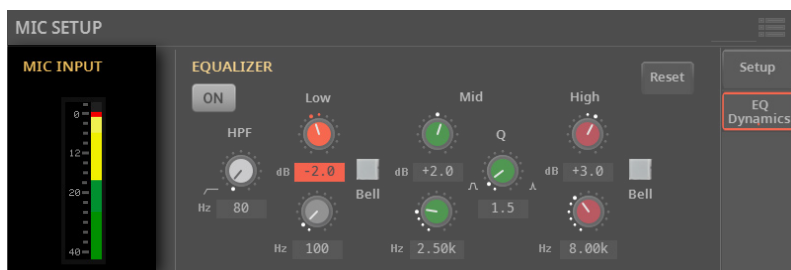 MIC SETUP
MIC INPUT
0
12
20
40
EQUALIZER
ON
Reset
Low
Mid
High
HPF
Q
dB -2.0
Bell
dB +2.0
dB +3.0
Bell
Hz 80
1.5
Hz 100
Hz 2.50k
Hz 8.00k
Setup
EQ
Dynamics